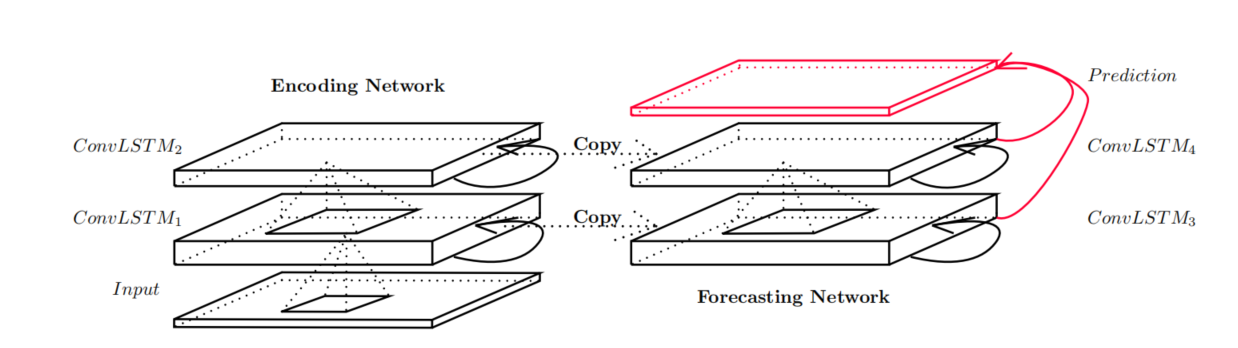 Encoding Network
Prediction
ConvLSTM₂
Copy
ConvLSTM₄
ConvLSTM₁
Copy
ConvLSTM₃
Input
Forecasting Network